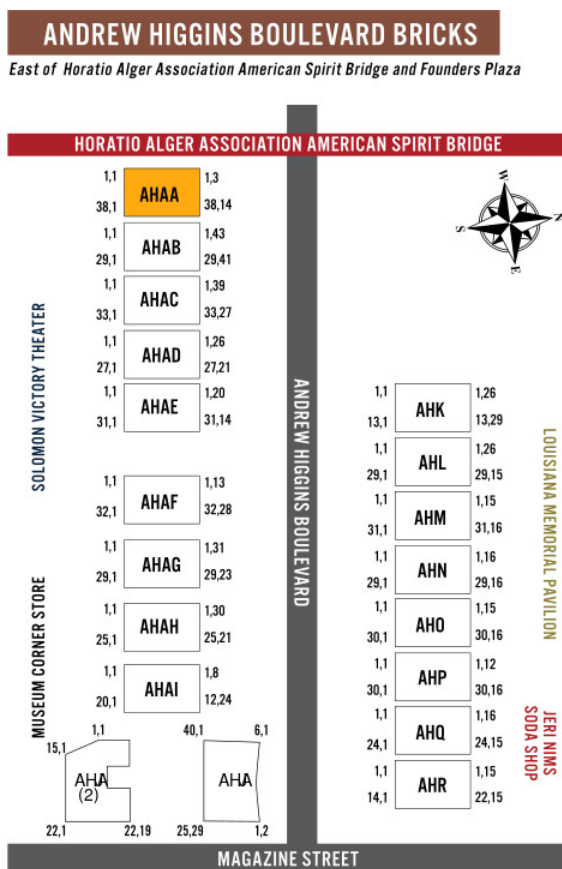 ANDREW HIGGINS BOULEVARD BRICKS
East of Horatio Alger Association American Spirit Bridge and Founders Plaza
HORATIO ALGER ASSOCIATION AMERICAN SPIRIT BRIDGE
W
N
S
E
1,1 AHAA 1,3
38,1 38,14
1,1 AHAB 1,43
29,1 29,41
1,1 AHAC 1,39
33,1 33,27
1,1 AHAD 1,26
27,1 27,21
1,1 AHAE 1,20
31,1 31,14
1,1 AHAF 1,13
32,1 32,28
1,1 AHAG 1,31
29,1 29,23
1,1 AHAH 1,30
25,1 25,21
1,1 AHAI 1,8
20,1 12,24
1,1
15,1
AHA
(2)
22,1 22,19
40,1 6,1
AHA
25,29 1,2
SOLOMON VICTORY THEATER
MUSEUM CORNER STORE
ANDREW HIGGINS BOULEVARD
1,1 AHK 1,26
13,1 13,29
1,1 AHL 1,26
29,1 29,15
1,1 AHM 1,15
31,1 31,16
1,1 AHN 1,16
29,1 29,16
1,1 AHO 1,15
30,1 30,16
1,1 AHP 1,12
30,1 30,16
1,1 AHQ 1,16
24,1 24,15
1,1 AHR 1,15
14,1 22,15
LOUISIANA MEMORIAL PAVILION
JERI NIMS
SODA SHOP
MAGAZINE STREET